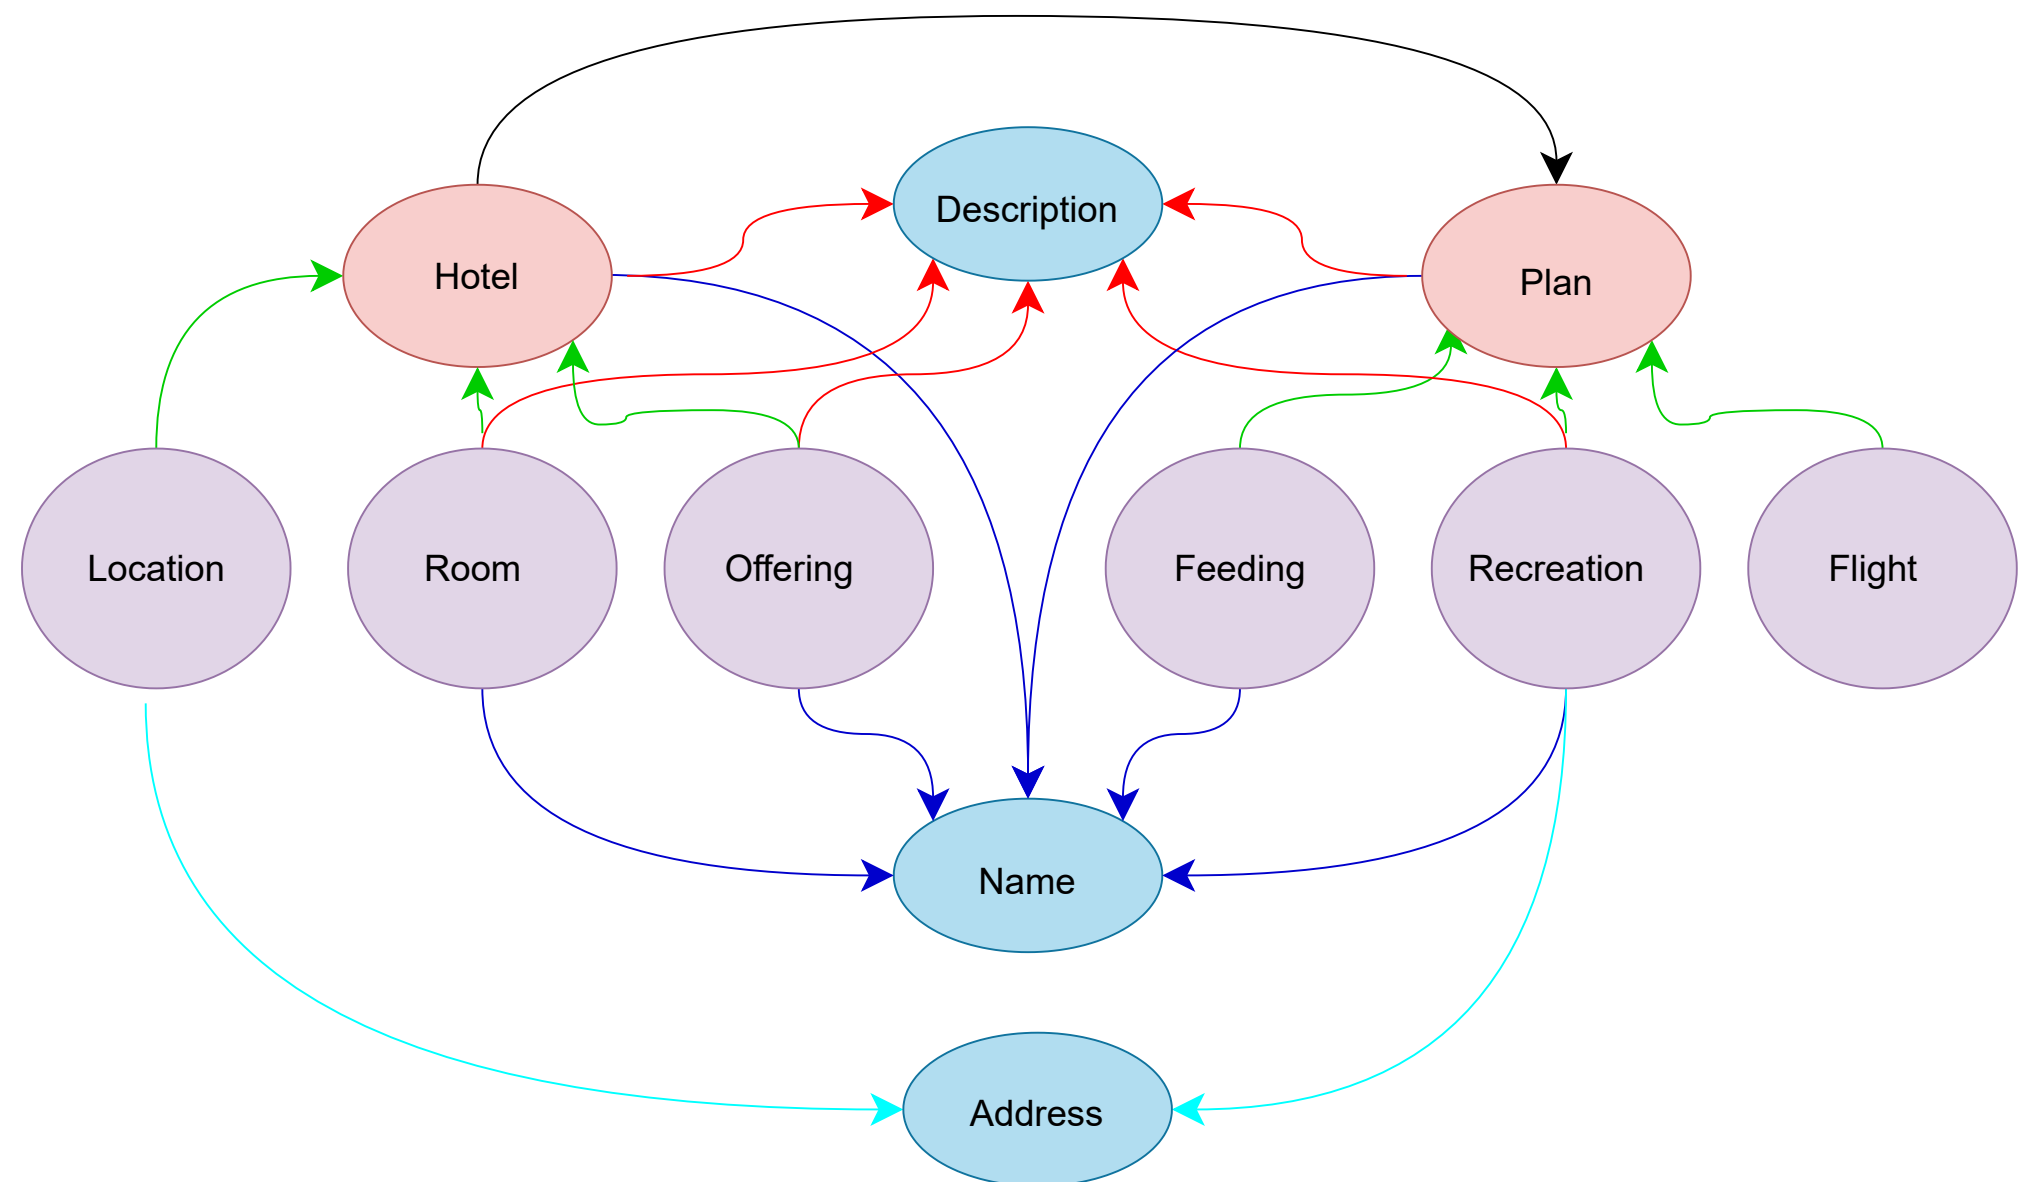 Description
Hotel
Plan
Location
Room
Offering
Feeding
Recreation
Flight
Name
Address